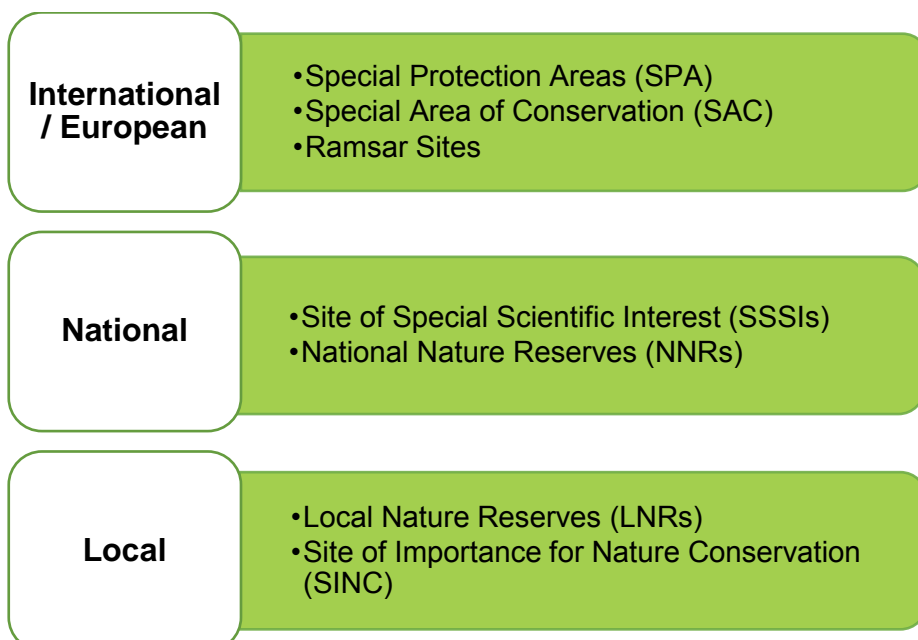 International
/ European
•Special Protection Areas (SPA)
•Special Area of Conservation (SAC)
•Ramsar Sites
National
•Site of Special Scientific Interest (SSSIs)
•National Nature Reserves (NNRs)
Local
•Local Nature Reserves (LNRs)
•Site of Importance for Nature Conservation
(SINC)